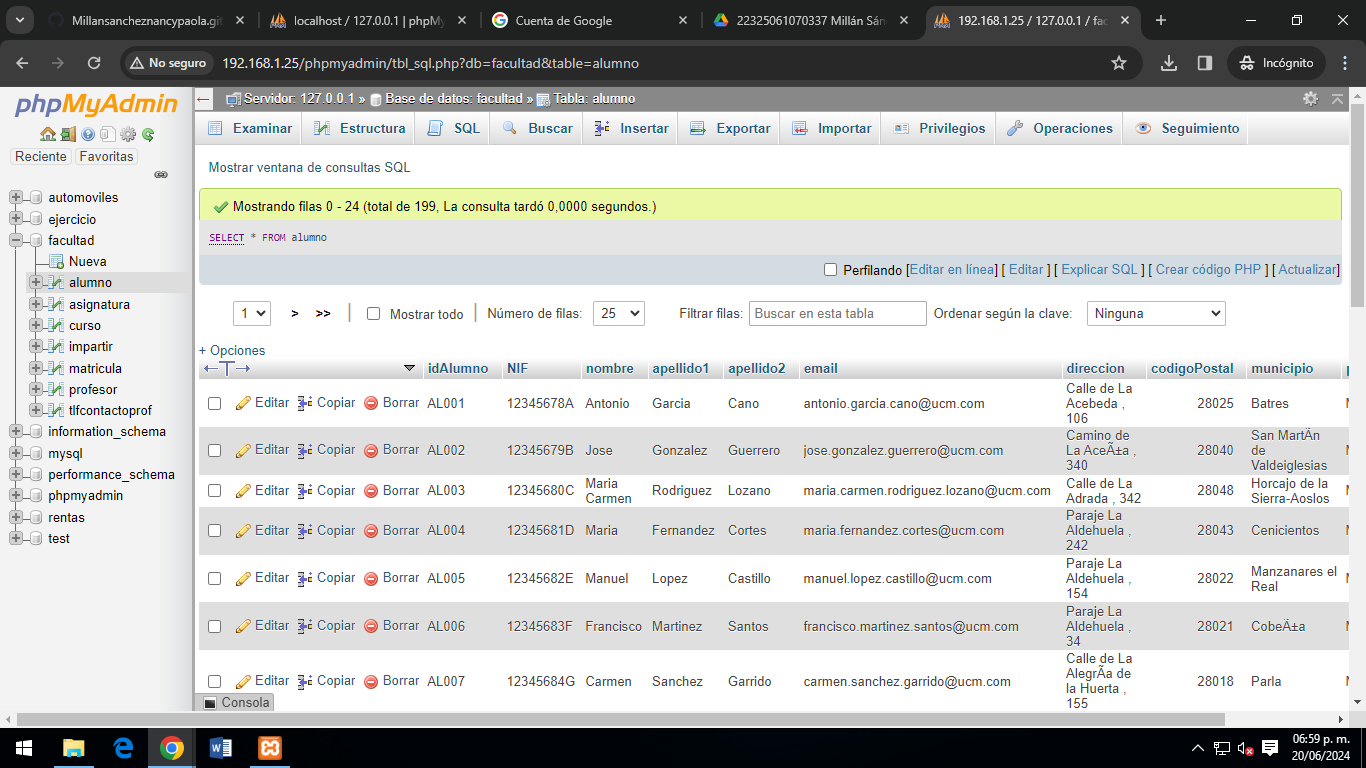 Millansancheznancypaola.git
localhost / 127.0.0.1 | phpMy
Cuenta de Google
22325061070337 Millán Sán
192.168.1.25 / 127.0.0.1 / fac
No seguro
192.168.1.25/phpmyadmin/tbl_sql.php?db=facultad&table=alumno
Incógnito
phpMyAdmin
Reciente Favoritas
automoviles
ejercicio
facultad
Nueva
alumno
asignatura
curso
impartir
matricula
profesor
tlfcontactoprof
information_schema
mysql
performance_schema
phpmyadmin
rentas
test
Servidor: 127.0.0.1 » Base de datos: facultad » Tabla: alumno
Examinar Estructura SQL Buscar Insertar Exportar Importar Privilegios Operaciones Seguimiento
Mostrar ventana de consultas SQL
Mostrando filas 0 - 24 (total de 199, La consulta tardó 0,0000 segundos.)
SELECT * FROM alumno
Perfilando [Editar en línea] [ Editar ] [ Explicar SQL ] [ Crear código PHP ] [ Actualizar]
1 > >> | Mostrar todo | Número de filas: 25 Filtrar filas: Buscar en esta tabla Ordenar según la clave: Ninguna
+ Opciones
idAlumno NIF nombre apellido1 apellido2 email direccion codigoPostal municipio
Editar Copiar Borrar AL001 12345678A Antonio Garcia Cano antonio.garcia.cano@ucm.com Calle de La Acebeda , 106 28025 Batres
Editar Copiar Borrar AL002 12345679B Jose Gonzalez Guerrero jose.gonzalez.guerrero@ucm.com Camino de La AceÃ±a , 340 28040 San MartÃ­n de Valdeiglesias
Editar Copiar Borrar AL003 12345680C Maria Carmen Rodriguez Lozano maria.carmen.rodriguez.lozano@ucm.com Calle de La Adrada , 342 28048 Horcajo de la Sierra-Aoslos
Editar Copiar Borrar AL004 12345681D Maria Fernandez Cortes maria.fernandez.cortes@ucm.com Paraje La Aldehuela , 242 28043 Cenicientos
Editar Copiar Borrar AL005 12345682E Manuel Lopez Castillo manuel.lopez.castillo@ucm.com Paraje La Aldehuela , 154 28022 Manzanares el Real
Editar Copiar Borrar AL006 12345683F Francisco Martinez Santos francisco.martinez.santos@ucm.com Paraje La Aldehuela , 34 28021 CobeÃ±a
Editar Copiar Borrar AL007 12345684G Carmen Sanchez Garrido carmen.sanchez.garrido@ucm.com Calle de La AlegrÃ­a de la Huerta , 155 28018 Parla
Consola
06:59 p. m.
20/06/2024